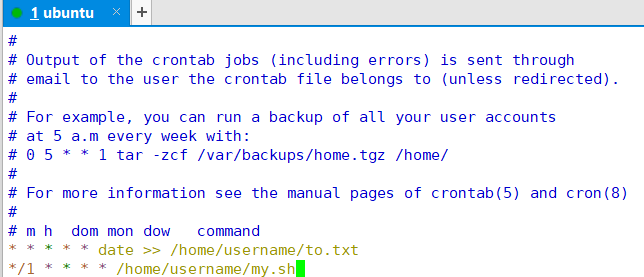 1 ubuntu × +
#
# Output of the crontab jobs (including errors) is sent through
# email to the user the crontab file belongs to (unless redirected).
#
# For example, you can run a backup of all your user accounts
# at 5 a.m every week with:
# 0 5 * * 1 tar -zcf /var/backups/home.tgz /home/
#
# For more information see the manual pages of crontab(5) and cron(8)
#
# m h  dom mon dow   command
* * * * * date >> /home/username/to.txt
*/1 * * * * /home/username/my.sh